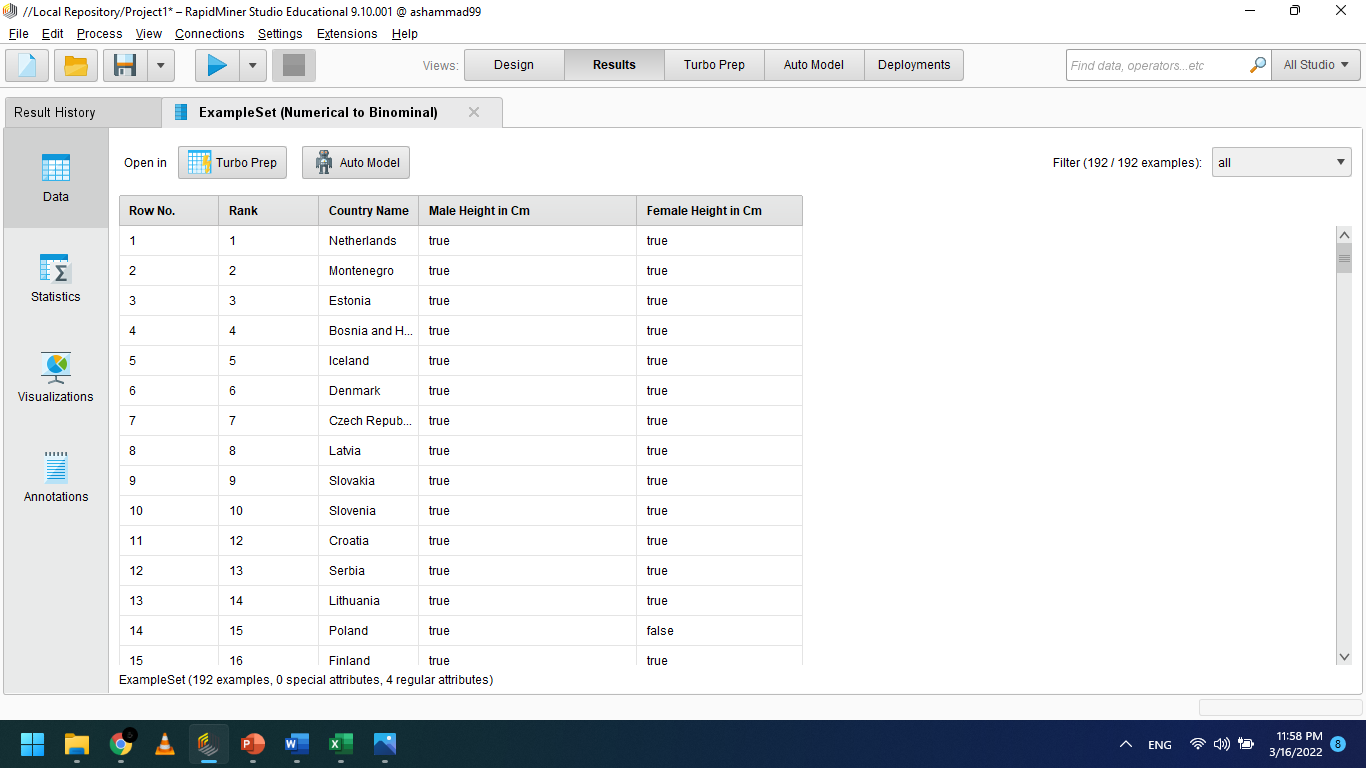 //Local Repository/Project1* – RapidMiner Studio Educational 9.10.001 @ ashammad99
File Edit Process View Connections Settings Extensions Help
Views: Design Results Turbo Prep Auto Model Deployments Find data, operators...etc All Studio
Result History ExampleSet (Numerical to Binominal)
Open in Turbo Prep Auto Model Filter (192 / 192 examples): all
Data
Statistics
Visualizations
Annotations
Row No. Rank Country Name Male Height in Cm Female Height in Cm
1 1 Netherlands true true
2 2 Montenegro true true
3 3 Estonia true true
4 4 Bosnia and H... true true
5 5 Iceland true true
6 6 Denmark true true
7 7 Czech Repub... true true
8 8 Latvia true true
9 9 Slovakia true true
10 10 Slovenia true true
11 12 Croatia true true
12 13 Serbia true true
13 14 Lithuania true true
14 15 Poland true false
15 16 Finland true true
ExampleSet (192 examples, 0 special attributes, 4 regular attributes)
P W X ENG 11:58 PM
3/16/2022 8